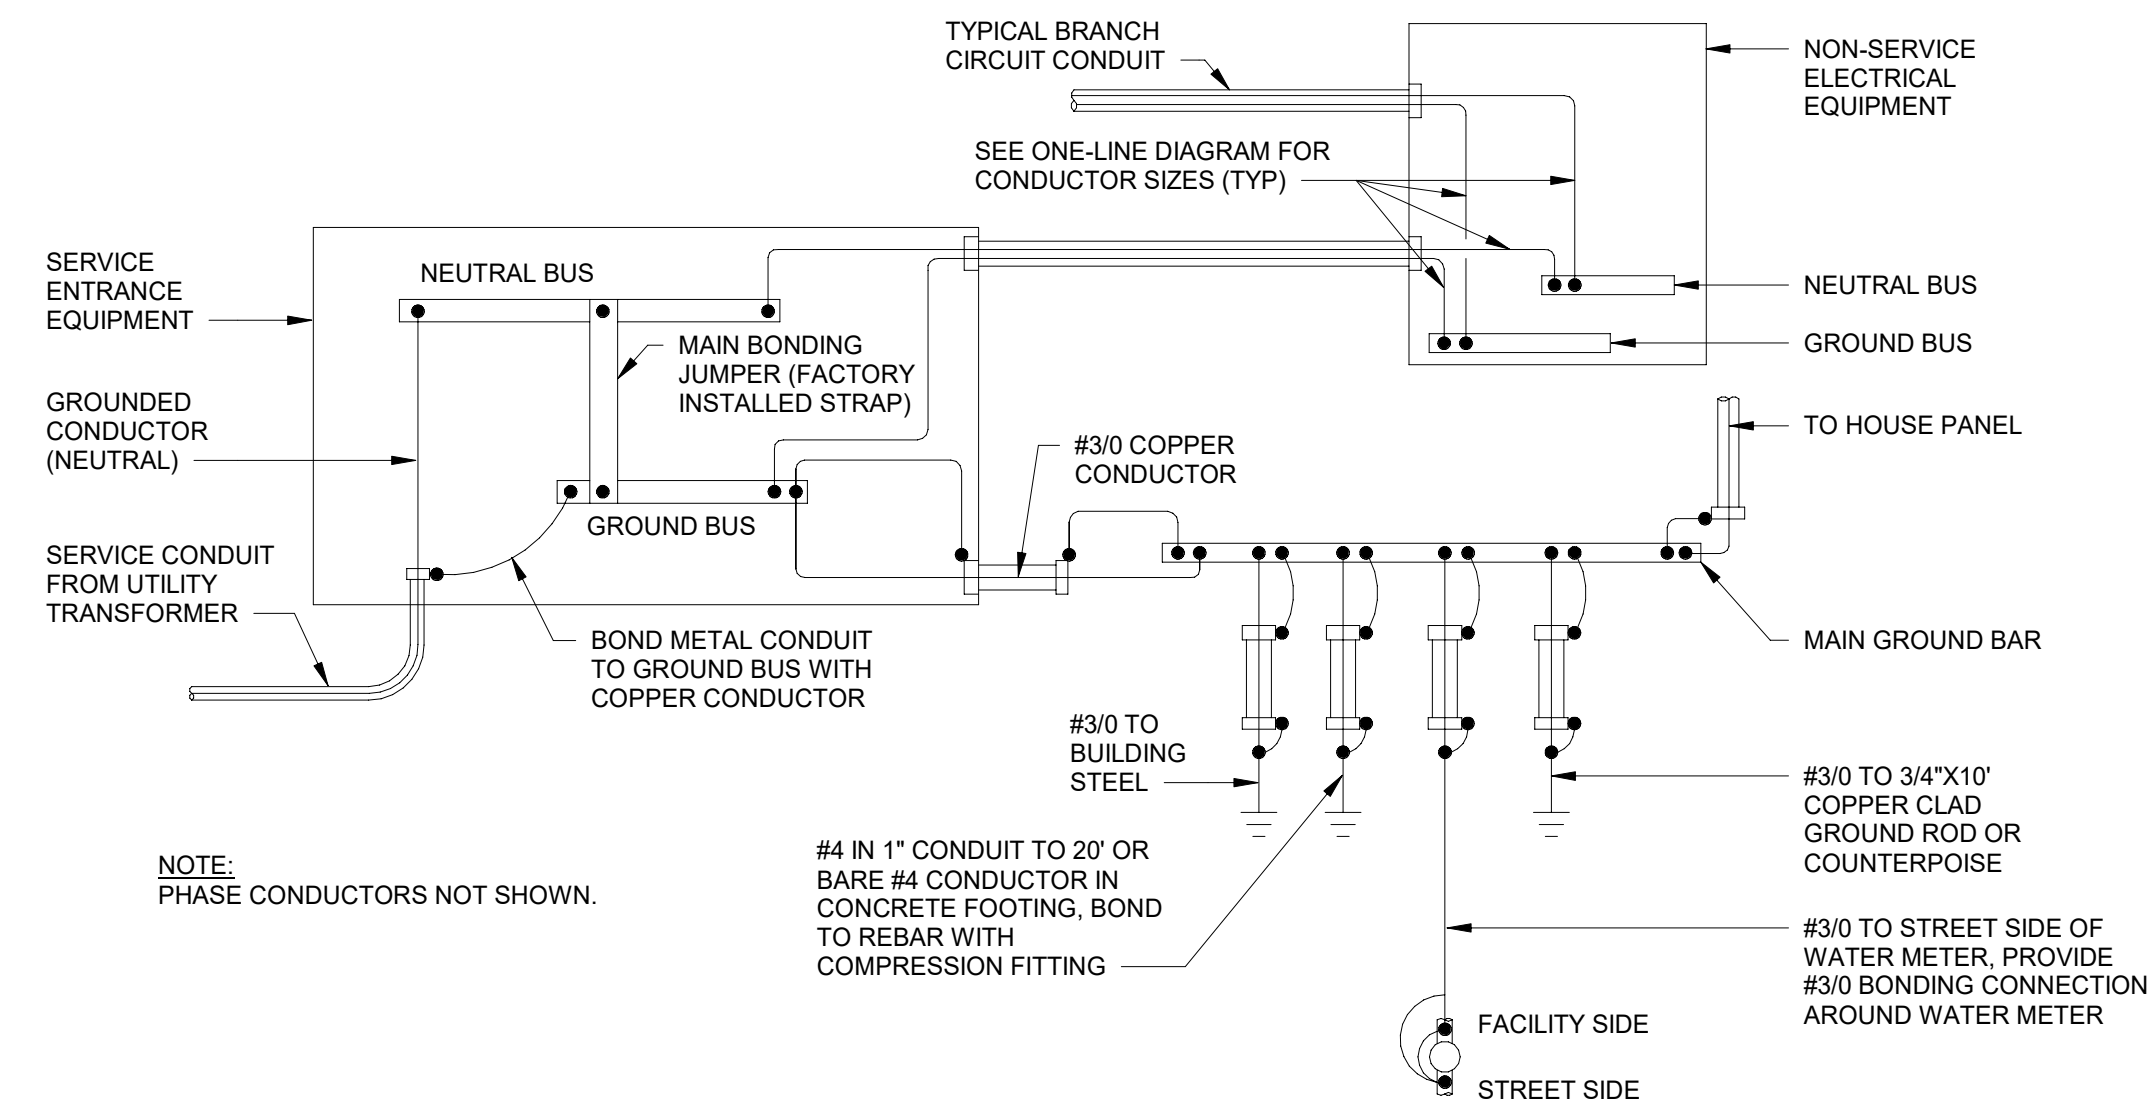 TYPICAL BRANCH
CIRCUIT CONDUIT
NON-SERVICE
ELECTRICAL
EQUIPMENT
SEE ONE-LINE DIAGRAM FOR
CONDUCTOR SIZES (TYP)
SERVICE
ENTRANCE
EQUIPMENT
NEUTRAL BUS
NEUTRAL BUS
GROUND BUS
MAIN BONDING
JUMPER (FACTORY
INSTALLED STRAP)
GROUNDED
CONDUCTOR
(NEUTRAL)
TO HOUSE PANEL
#3/0 COPPER
CONDUCTOR
GROUND BUS
SERVICE CONDUIT
FROM UTILITY
TRANSFORMER
BOND METAL CONDUIT
TO GROUND BUS WITH
COPPER CONDUCTOR
MAIN GROUND BAR
#3/0 TO
BUILDING
STEEL
#3/0 TO 3/4"X10'
COPPER CLAD
GROUND ROD OR
COUNTERPOISE
#4 IN 1" CONDUIT TO 20' OR
BARE #4 CONDUCTOR IN
CONCRETE FOOTING, BOND
TO REBAR WITH
COMPRESSION FITTING
NOTE:
PHASE CONDUCTORS NOT SHOWN.
#3/0 TO STREET SIDE OF
WATER METER, PROVIDE
#3/0 BONDING CONNECTION
AROUND WATER METER
FACILITY SIDE
STREET SIDE